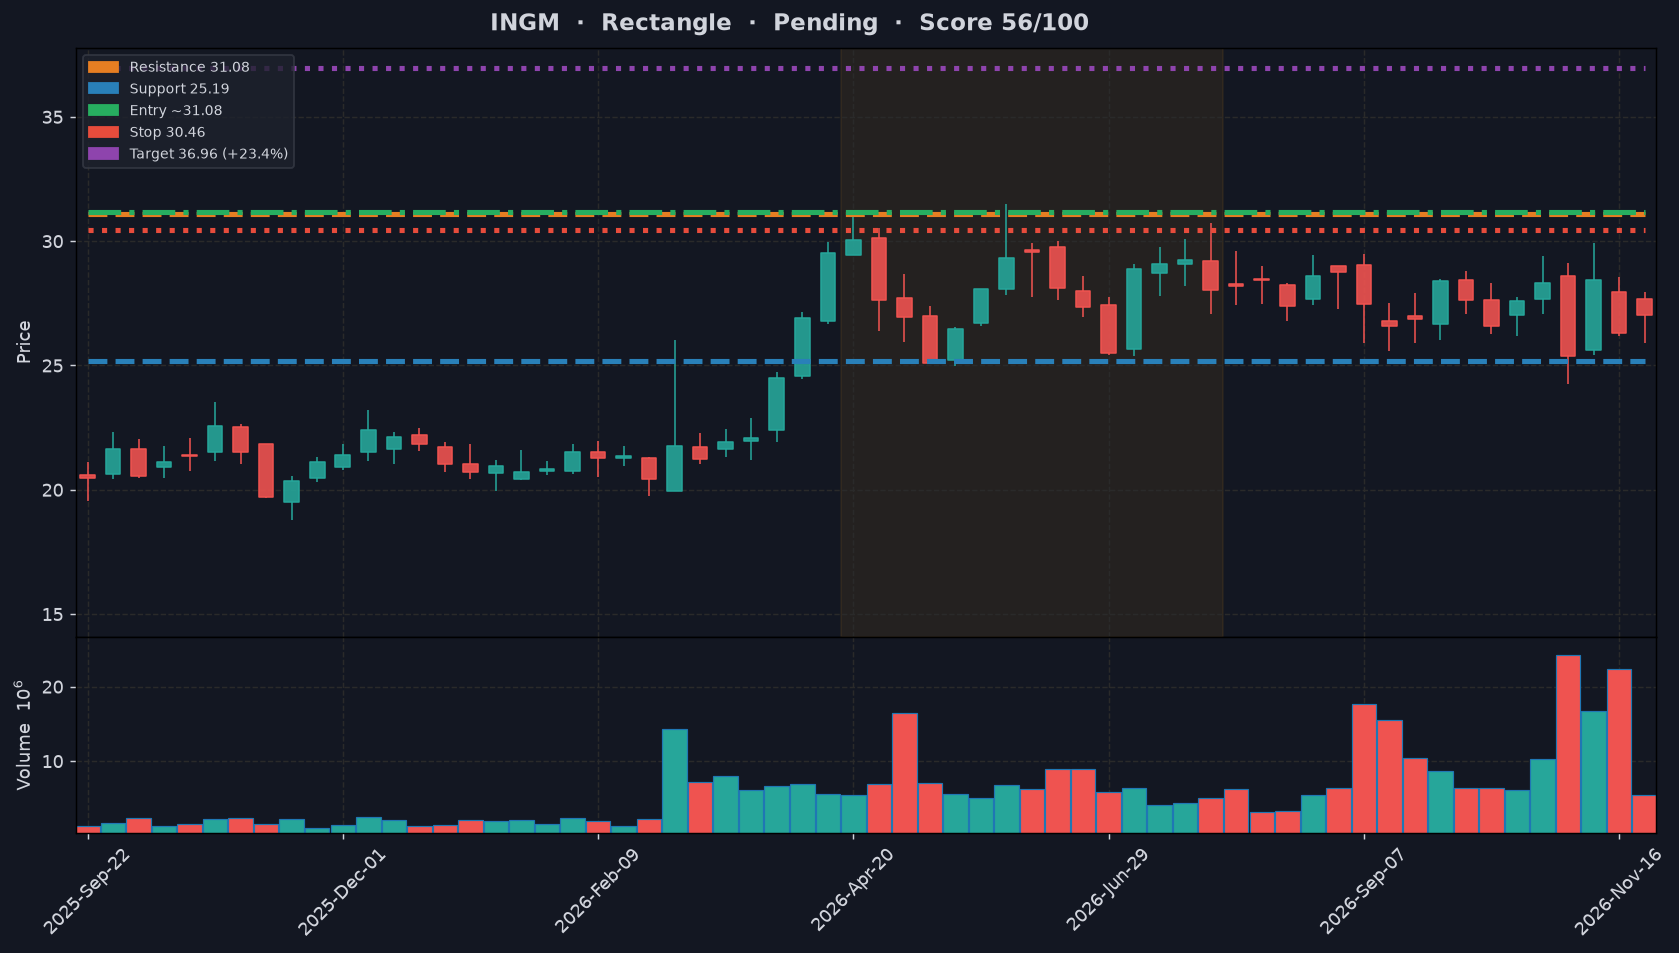 INGM · Rectangle · Pending · Score 56/100
Resistance 31.08
Support 25.19
Entry ~31.08
Stop 30.46
Target 36.96 (+23.4%)
35
30
25
20
15
Price
20
10
Volume 10⁶
2025-Sep-22
2025-Dec-01
2026-Feb-09
2026-Apr-20
2026-Jun-29
2026-Sep-07
2026-Nov-16